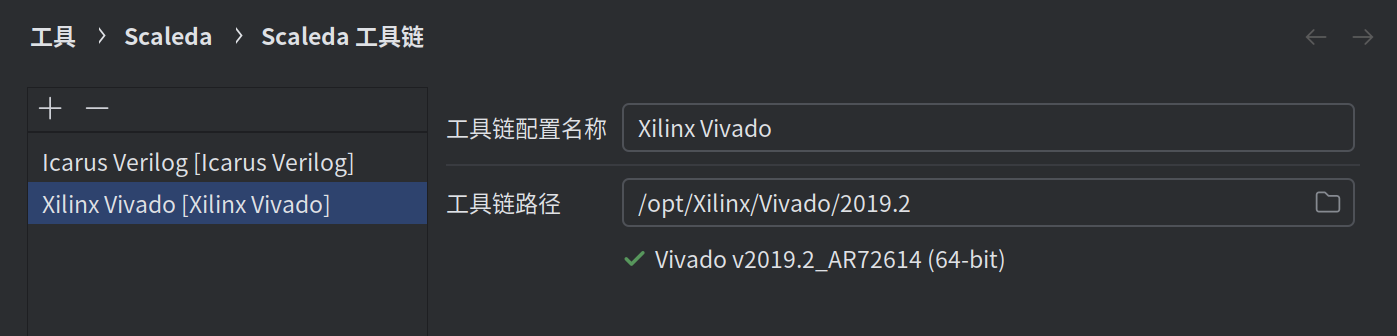 工具 › Scaleda › Scaleda 工具链
Icarus Verilog [Icarus Verilog]
Xilinx Vivado [Xilinx Vivado]
工具链配置名称 Xilinx Vivado
工具链路径 /opt/Xilinx/Vivado/2019.2
Vivado v2019.2_AR72614 (64-bit)